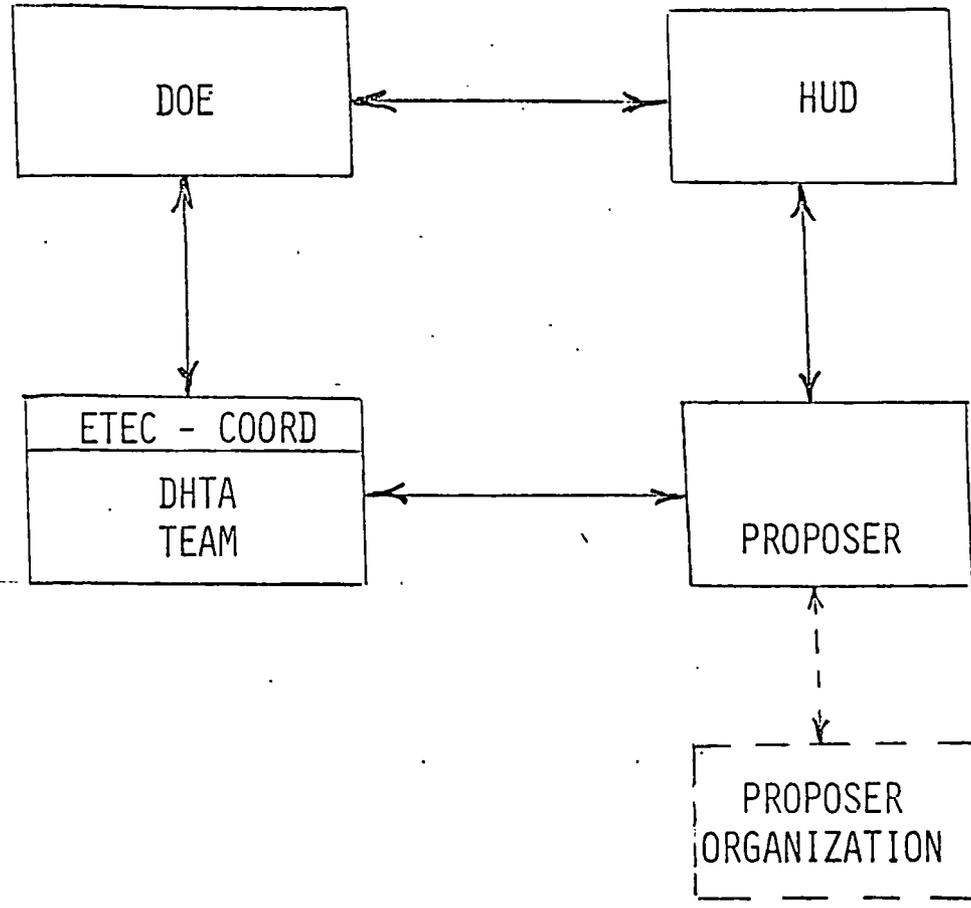 DOE
HUD
ETEC - COORD
DHTA
TEAM
PROPOSER
PROPOSER
ORGANIZATION